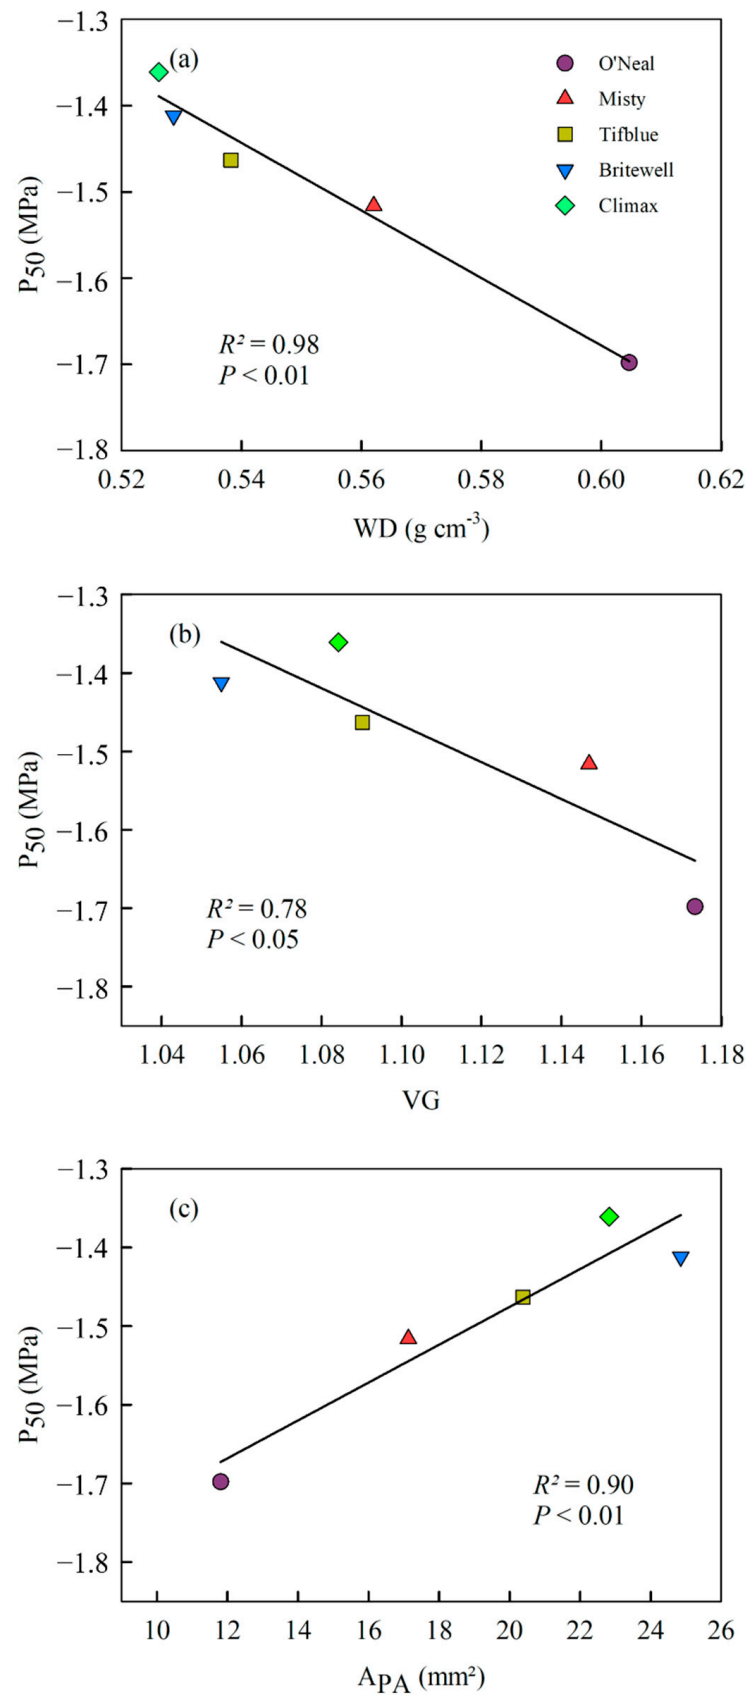 −1.3
−1.4
−1.5
−1.6
−1.7
−1.8
P50 (MPa)
(a)
O'Neal
Misty
Tifblue
Britewell
Climax
R² = 0.98
P < 0.01
0.52 0.54 0.56 0.58 0.60 0.62
WD (g cm-3)
−1.3
−1.4
−1.5
−1.6
−1.7
−1.8
P50 (MPa)
(b)
R² = 0.78
P < 0.05
1.04 1.06 1.08 1.10 1.12 1.14 1.16 1.18
VG
−1.3
−1.4
−1.5
−1.6
−1.7
−1.8
P50 (MPa)
(c)
R² = 0.90
P < 0.01
10 12 14 16 18 20 22 24 26
APA (mm²)